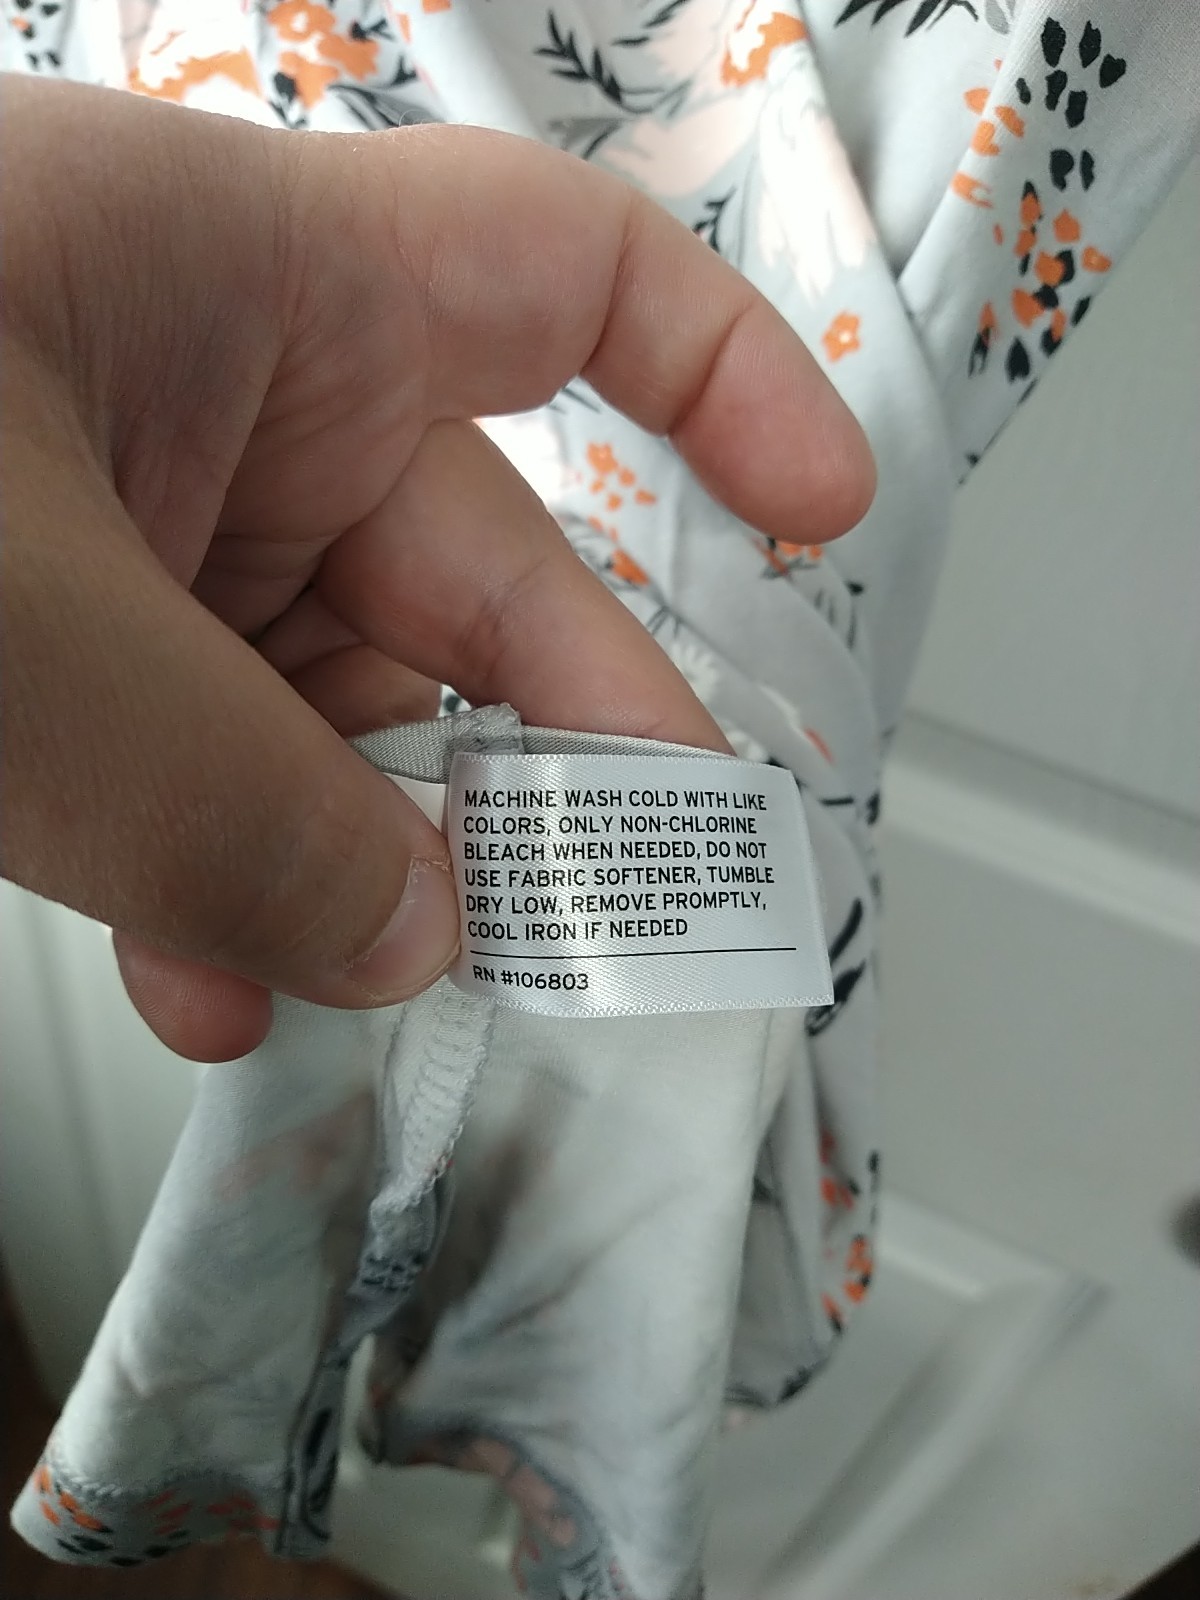 MACHINE WASH COLD WITH LIKE
COLORS, ONLY NON-CHLORINE
BLEACH WHEN NEEDED, DO NOT
USE FABRIC SOFTENER, TUMBLE
DRY LOW, REMOVE PROMPTLY,
COOL IRON IF NEEDED
RN #106803